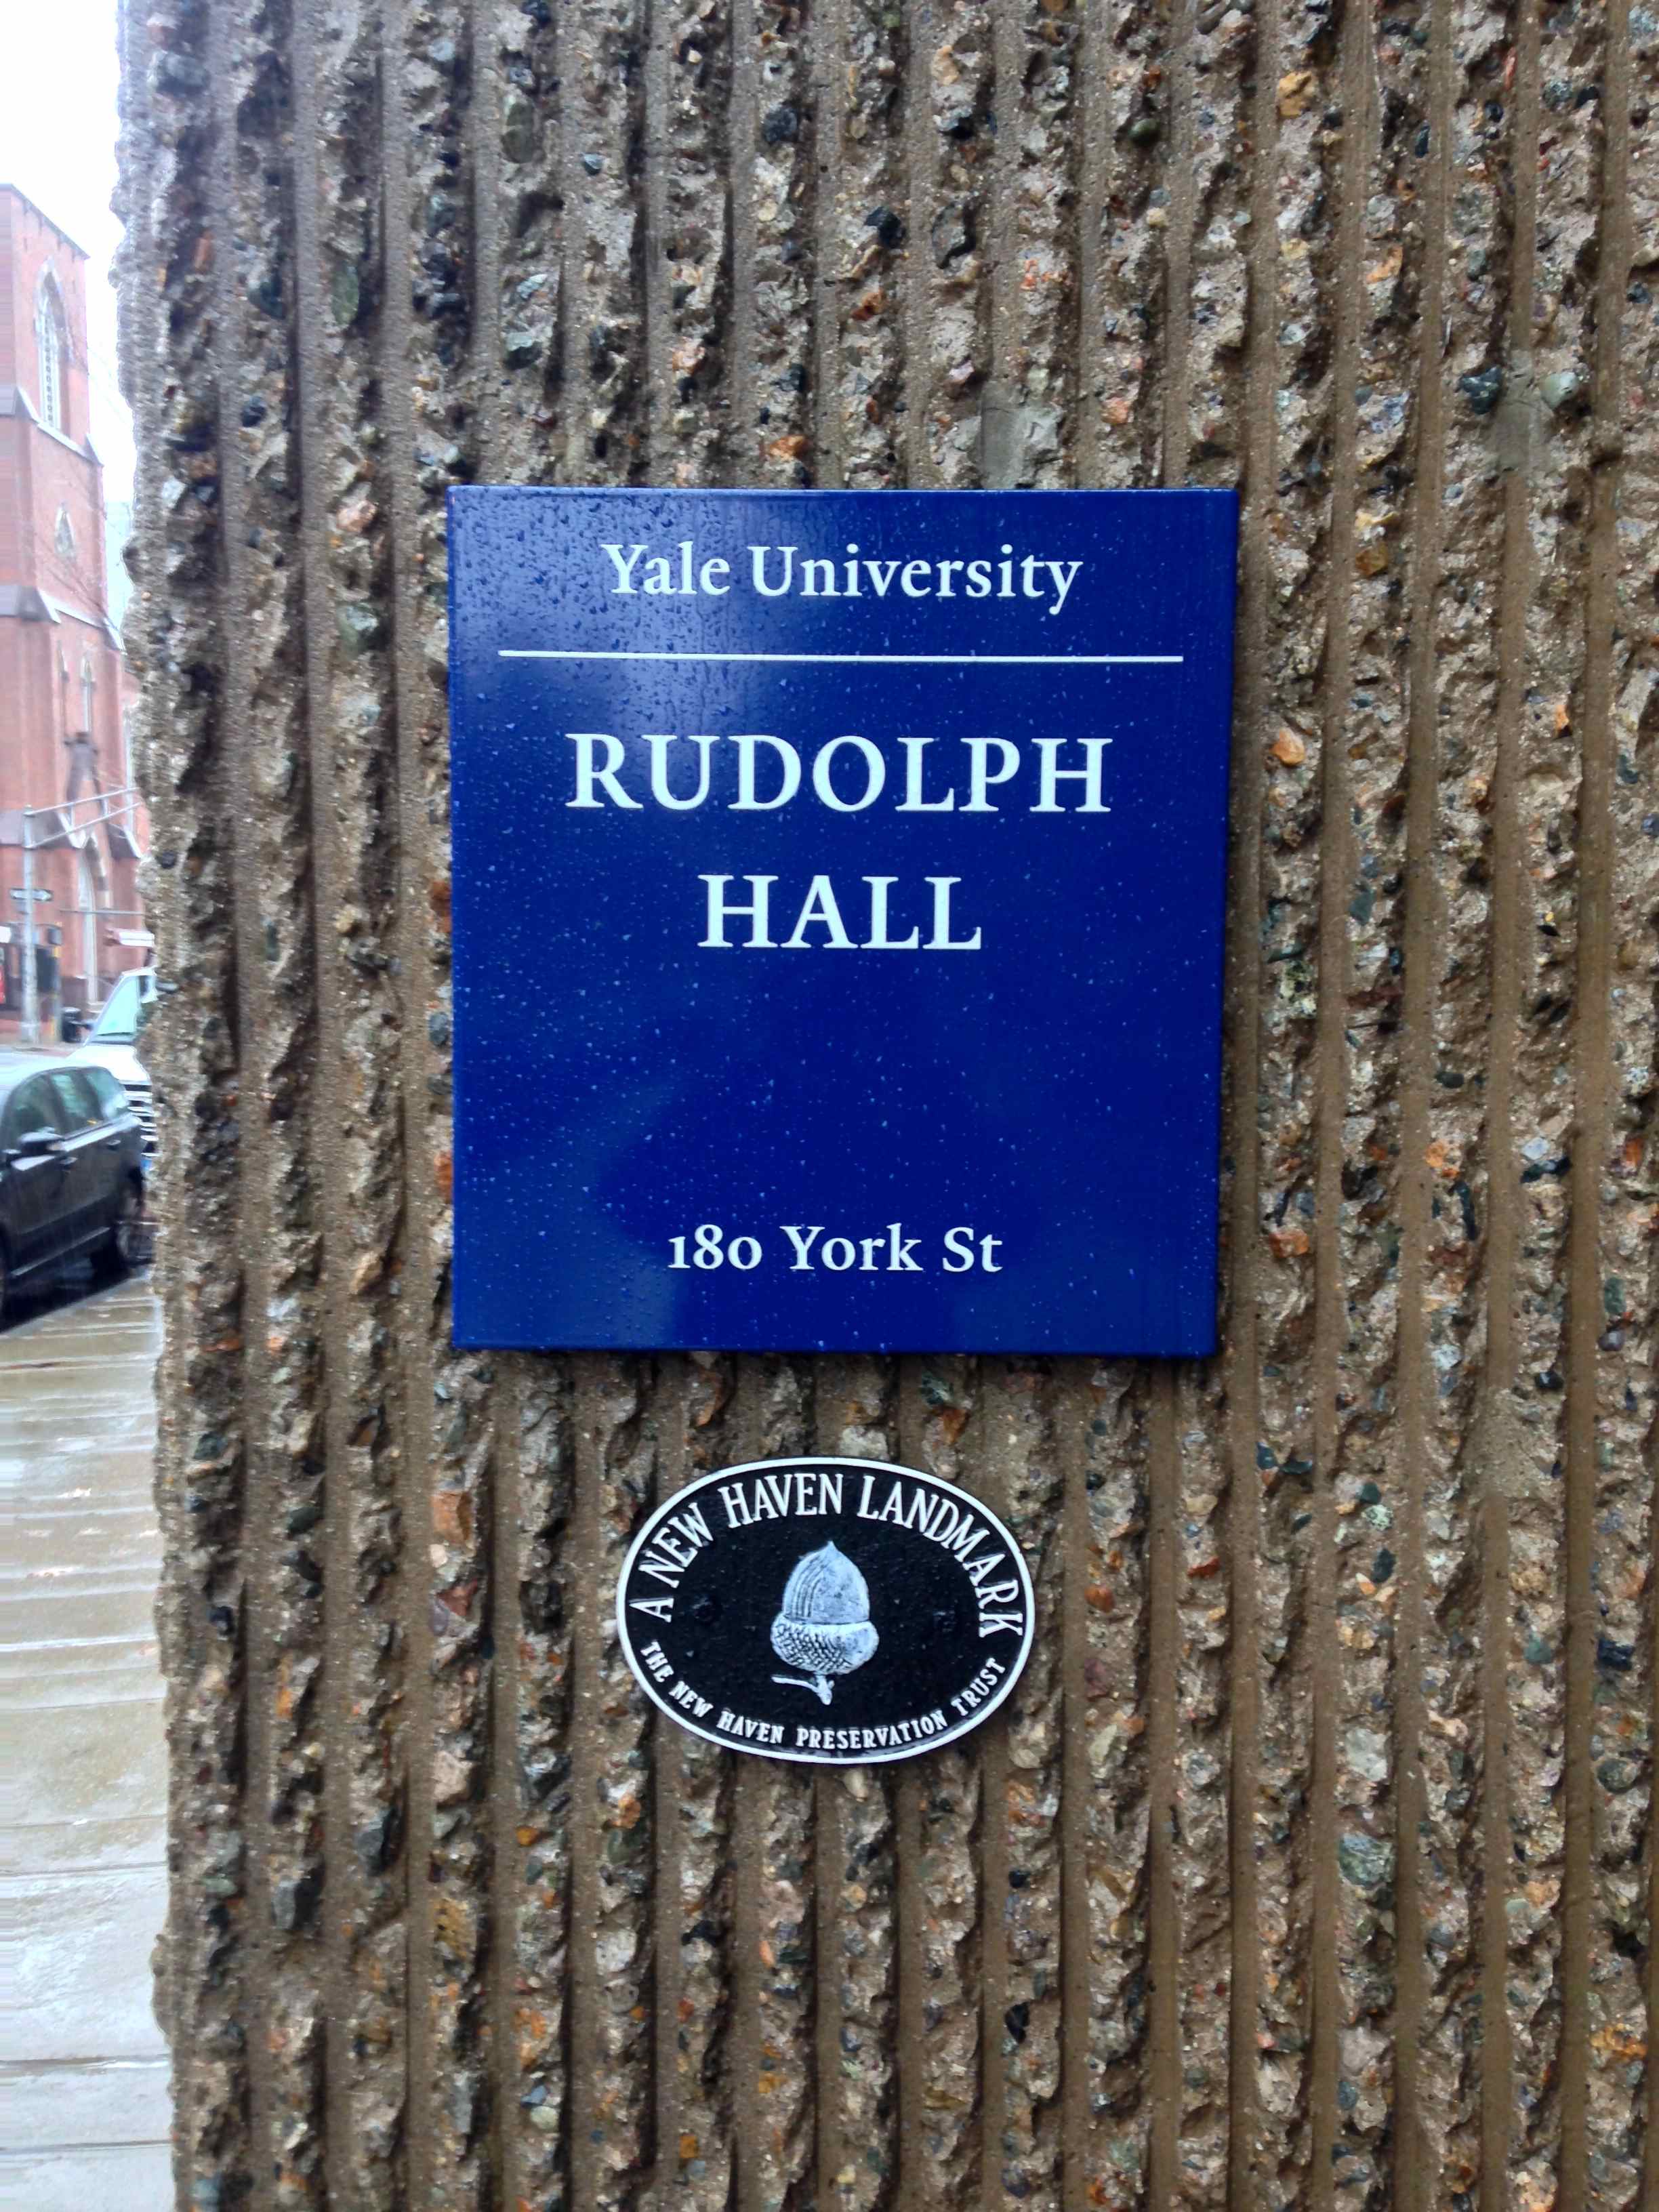 Yale University
RUDOLPH
HALL
180 York St
A NEW HAVEN LANDMARK
THE NEW HAVEN PRESERVATION TRUST